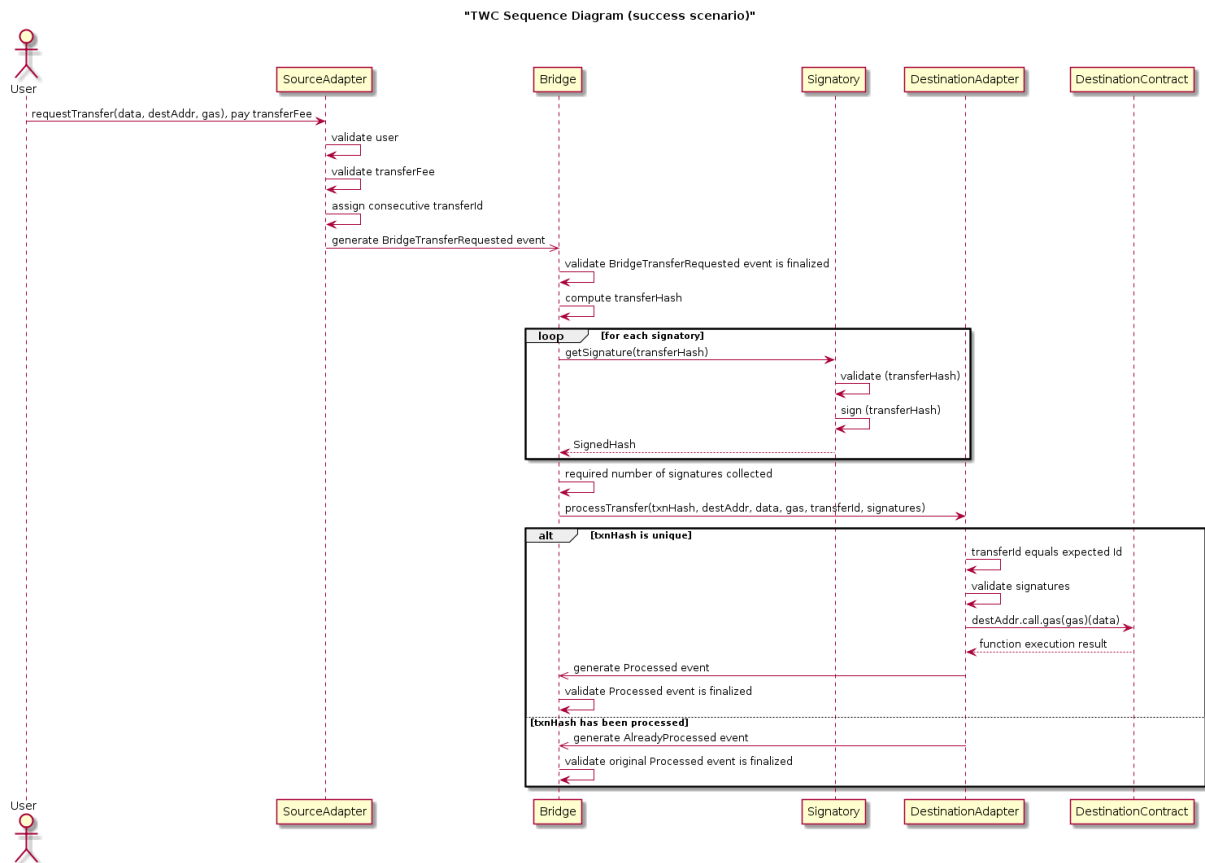 "TWC Sequence Diagram (success scenario)"
User
SourceAdapter
Bridge
Signatory
DestinationAdapter
DestinationContract
requestTransfer(data, destAddr, gas), pay transferFee
validate user
validate transferFee
assign consecutive transferId
generate BridgeTransferRequested event
validate BridgeTransferRequested event is finalized
compute transferHash
loop
[for each signatory]
getSignature(transferHash)
validate (transferHash)
sign (transferHash)
SignedHash
required number of signatures collected
processTransfer(txnHash, destAddr, data, gas, transferId, signatures)
alt
[txnHash is unique]
transferId equals expected Id
validate signatures
destAddr.call.gas(gas)(data)
function execution result
generate Processed event
validate Processed event is finalized
[txnHash has been processed]
generate AlreadyProcessed event
validate original Processed event is finalized
User
SourceAdapter
Bridge
Signatory
DestinationAdapter
DestinationContract